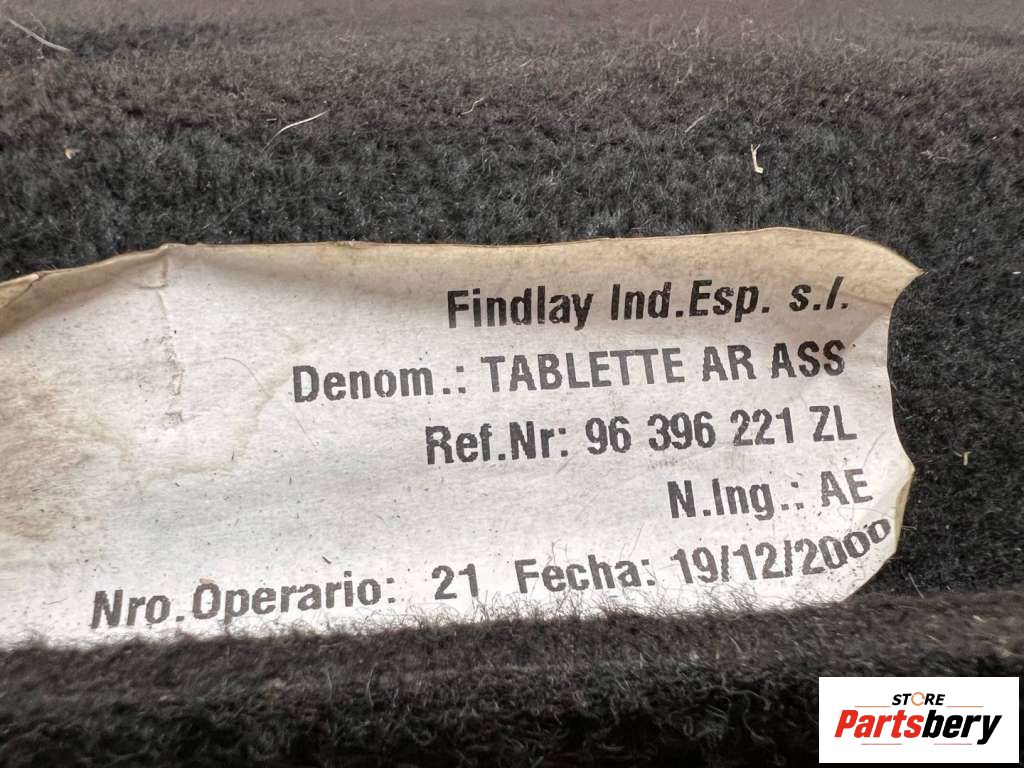 Findlay Ind.Esp. s.l.
Denom.: TABLETTE AR ASS
Ref.Nr: 96 396 221 ZL
N.Ing.: AE
Nro.Operario: 21 Fecha: 19/12/2000
STORE
Partsbery